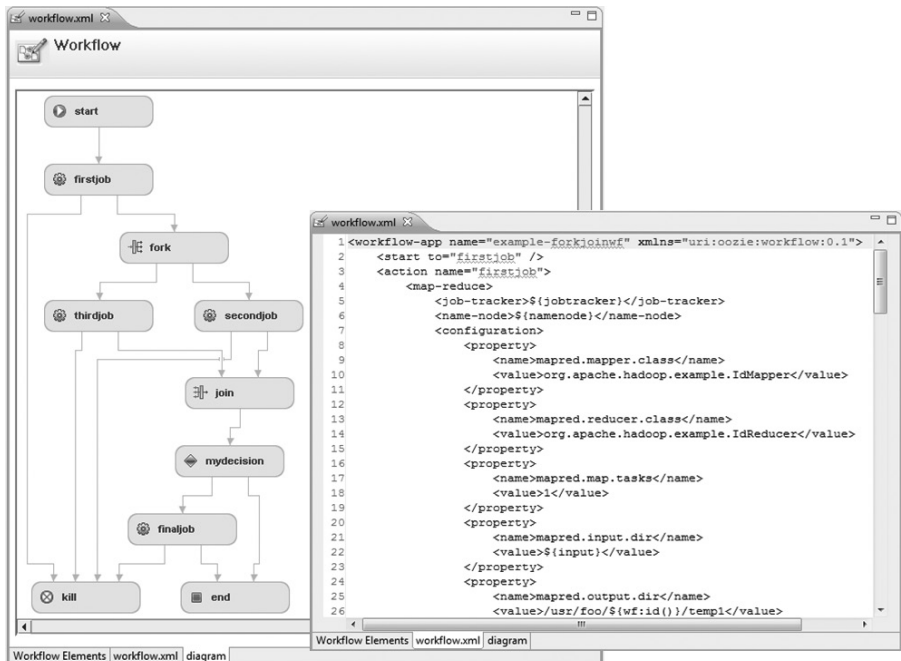 workflow.xml
Workflow
start
firstjob
fork
thirdjob
secondjob
join
mydecision
finaljob
kill
end
Workflow Elements workflow.xml diagram
workflow.xml
1 <workflow-app name="example-forkjoinwf" xmlns="uri:oozie:workflow:0.1">
2 <start to="firstjob" />
3 <action name="firstjob">
4 <map-reduce>
5 <job-tracker>${jobtracker}</job-tracker>
6 <name-node>${namenode}</name-node>
7 <configuration>
8 <property>
9 <name>mapred.mapper.class</name>
10 <value>org.apache.hadoop.example.IdMapper</value>
11 </property>
12 <property>
13 <name>mapred.reducer.class</name>
14 <value>org.apache.hadoop.example.IdReducer</value>
15 </property>
16 <property>
17 <name>mapred.map.tasks</name>
18 <value>1</value>
19 </property>
20 <property>
21 <name>mapred.input.dir</name>
22 <value>${input}</value>
23 </property>
24 <property>
25 <name>mapred.output.dir</name>
26 <value>/usr/foo/${wf:id()}/temp1</value>
Workflow Elements workflow.xml diagram